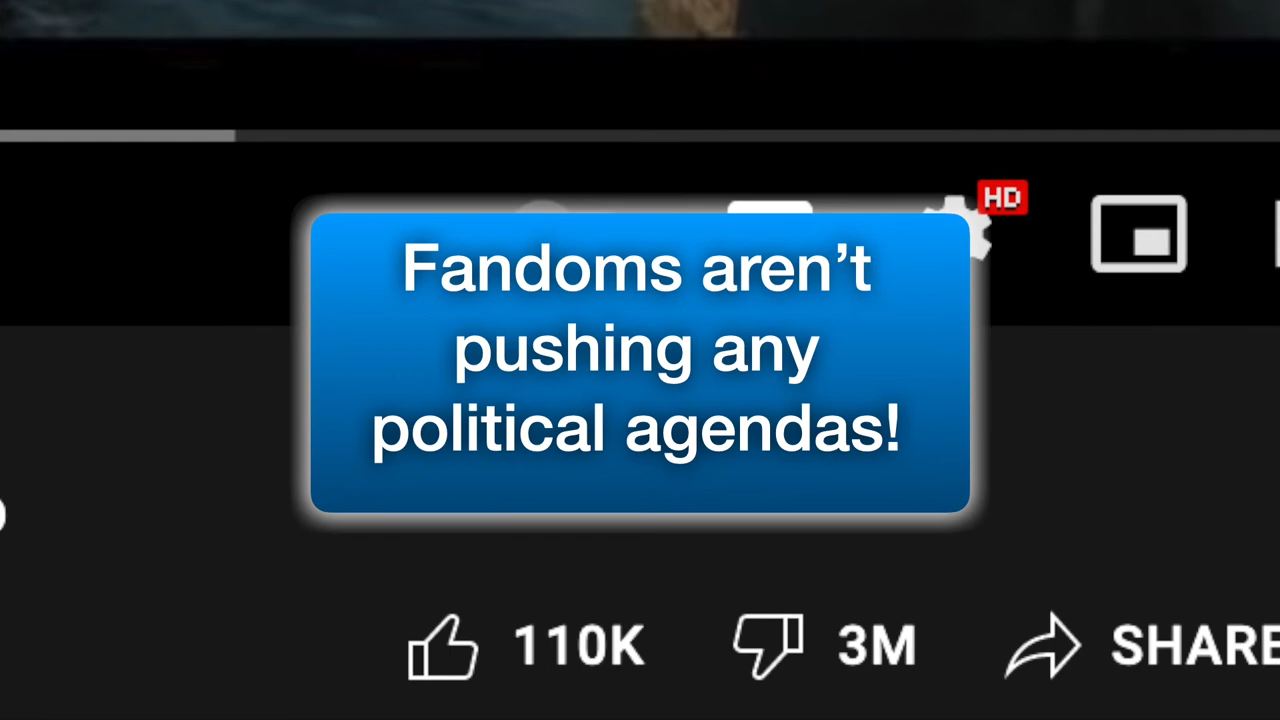 HD
Fandoms aren’t
pushing any
political agendas!
110K 3M SHARE